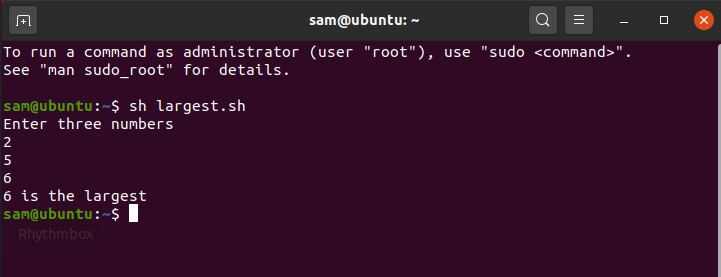 sam@ubuntu: ~
To run a command as administrator (user "root"), use "sudo <command>".
See "man sudo_root" for details.
sam@ubuntu:~$ sh largest.sh
Enter three numbers
2
5
6
6 is the largest
sam@ubuntu:~$
Rhythmbox